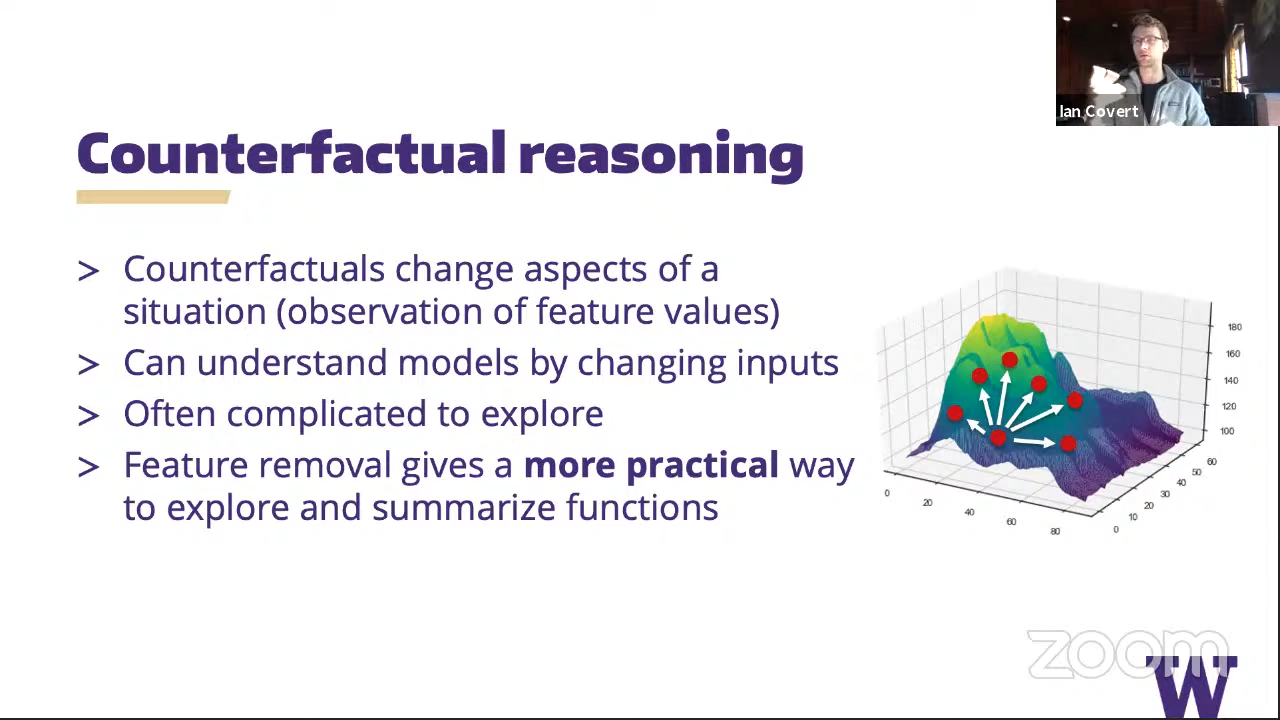 Ian Covert
Counterfactual reasoning
> Counterfactuals change aspects of a
situation (observation of feature values)
> Can understand models by changing inputs
> Often complicated to explore
> Feature removal gives a more practical way
to explore and summarize functions
180
160
140
120
100
0
20
40
60
80
0
10
20
30
40
50
60
zoom
W